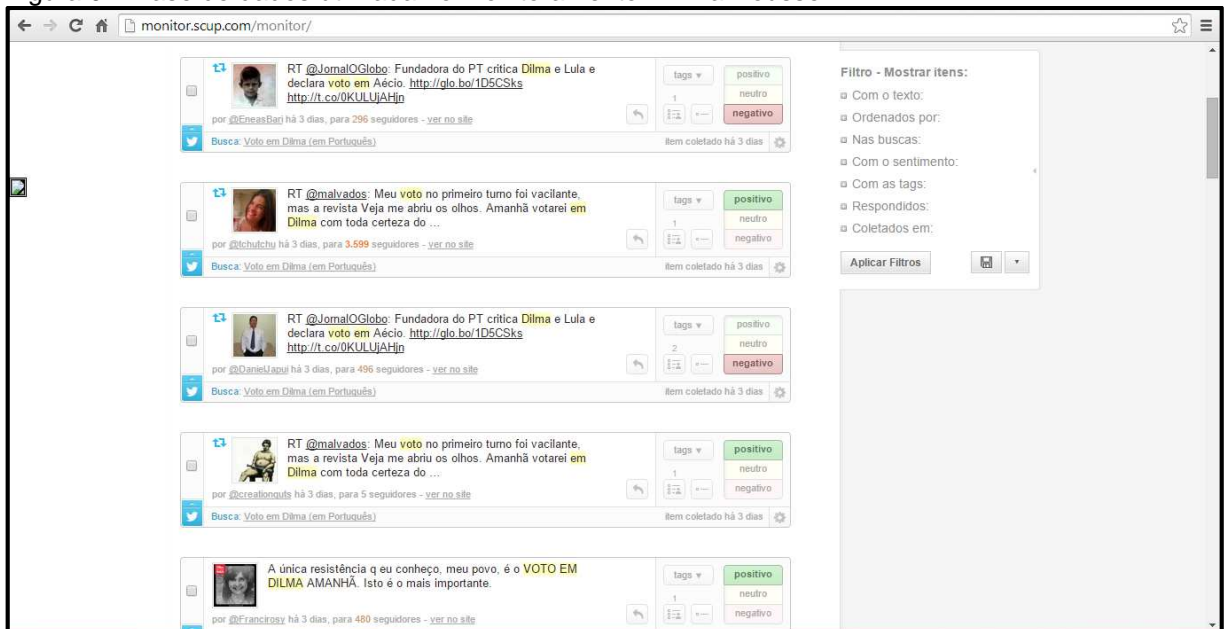 monitor.scup.com/monitor/
RT @JornalOGlobo: Fundadora do PT critica Dilma e Lula e
declara voto em Aécio. http://glo.bo/1D5CSks
http://t.co/0KULUjAHjn
por @EneasBari há 3 dias, para 296 seguidores - ver no site
Busca: Voto em Dilma (em Português)
tags
1
positivo
neutro
negativo
item coletado há 3 dias
RT @malvados: Meu voto no primeiro turno foi vacilante,
mas a revista Veja me abriu os olhos. Amanhã votarei em
Dilma com toda certeza do ...
por @tchutchu há 3 dias, para 3.599 seguidores - ver no site
Busca: Voto em Dilma (em Português)
tags
1
positivo
neutro
negativo
item coletado há 3 dias
RT @JornalOGlobo: Fundadora do PT critica Dilma e Lula e
declara voto em Aécio. http://glo.bo/1D5CSks
http://t.co/0KULUjAHjn
por @DanielJapui há 3 dias, para 496 seguidores - ver no site
Busca: Voto em Dilma (em Português)
tags
2
positivo
neutro
negativo
item coletado há 3 dias
RT @malvados: Meu voto no primeiro turno foi vacilante,
mas a revista Veja me abriu os olhos. Amanhã votarei em
Dilma com toda certeza do ...
por @creationguts há 3 dias, para 5 seguidores - ver no site
Busca: Voto em Dilma (em Português)
tags
1
positivo
neutro
negativo
item coletado há 3 dias
A única resistência q eu conheço, meu povo, é o VOTO EM
DILMA AMANHÃ. Isto é o mais importante.
por @Francirosy há 3 dias, para 480 seguidores - ver no site
tags
1
positivo
neutro
negativo
Filtro - Mostrar itens:
Com o texto:
Ordenados por:
Nas buscas:
Com o sentimento:
Com as tags:
Respondidos:
Coletados em:
Aplicar Filtros